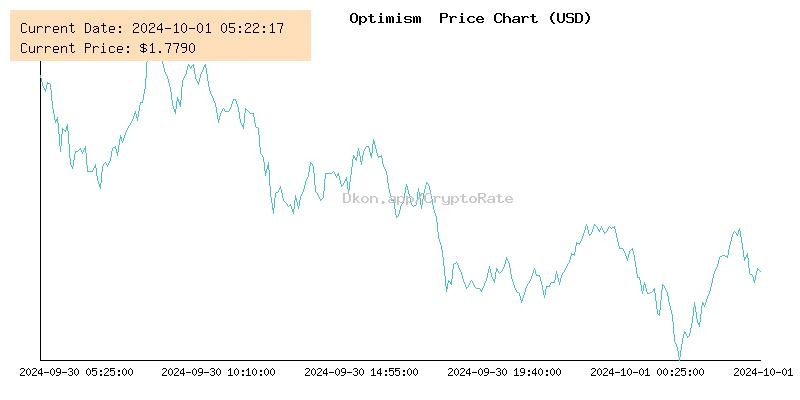 Optimism  Price Chart (USD)
Current Date: 2024-10-01 05:22:17
Current Price: $1.7790
Dkon.app/CryptoRate
2024-09-30 05:25:00 2024-09-30 10:10:00 2024-09-30 14:55:00 2024-09-30 19:40:00 2024-10-01 00:25:00 2024-10-01